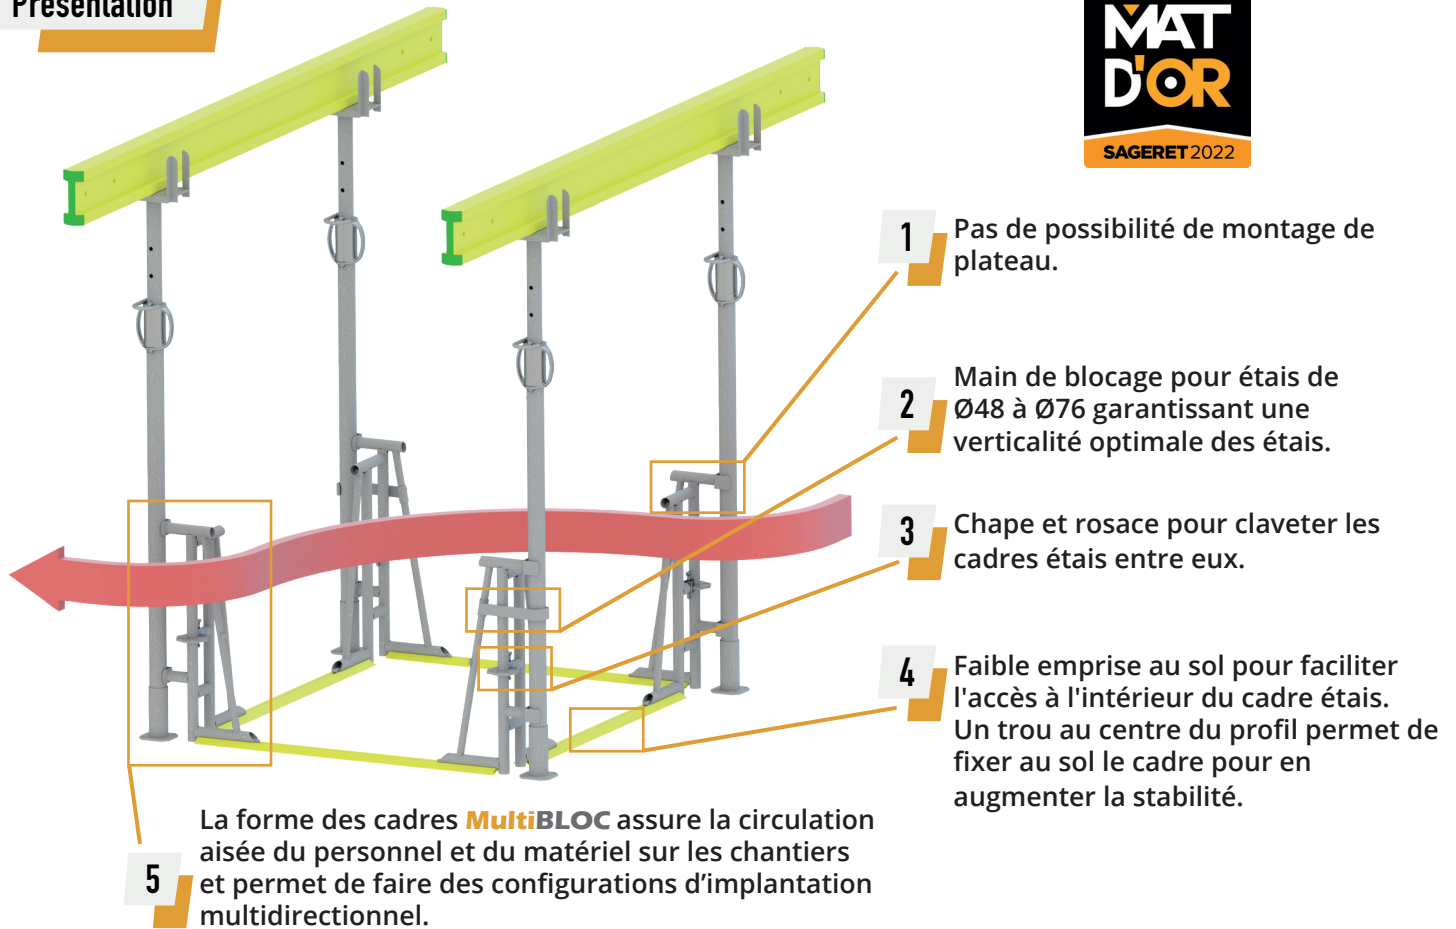 Présentation
MAT
D'OR
SAGERET 2022
1
Pas de possibilité de montage de
plateau.
2
Main de blocage pour étais de
Ø48 à Ø76 garantissant une
verticalité optimale des étais.
3
Chape et rosace pour claveter les
cadres étais entre eux.
4
Faible emprise au sol pour faciliter
l'accès à l'intérieur du cadre étais.
Un trou au centre du profil permet de
fixer au sol le cadre pour en
augmenter la stabilité.
5
La forme des cadres MultiBLOC assure la circulation
aisée du personnel et du matériel sur les chantiers
et permet de faire des configurations d’implantation
multidirectionnel.